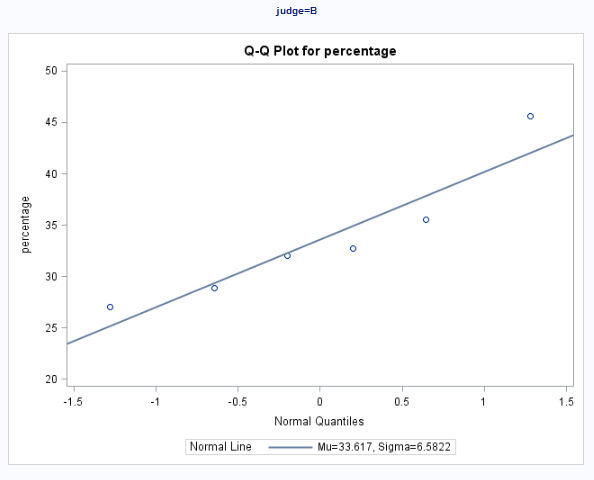 judge=B
Q-Q Plot for percentage
50
45
40
35
30
25
20
percentage
-1.5 -1 -0.5 0 0.5 1 1.5
Normal Quantiles
Normal Line Mu=33.617, Sigma=6.5822